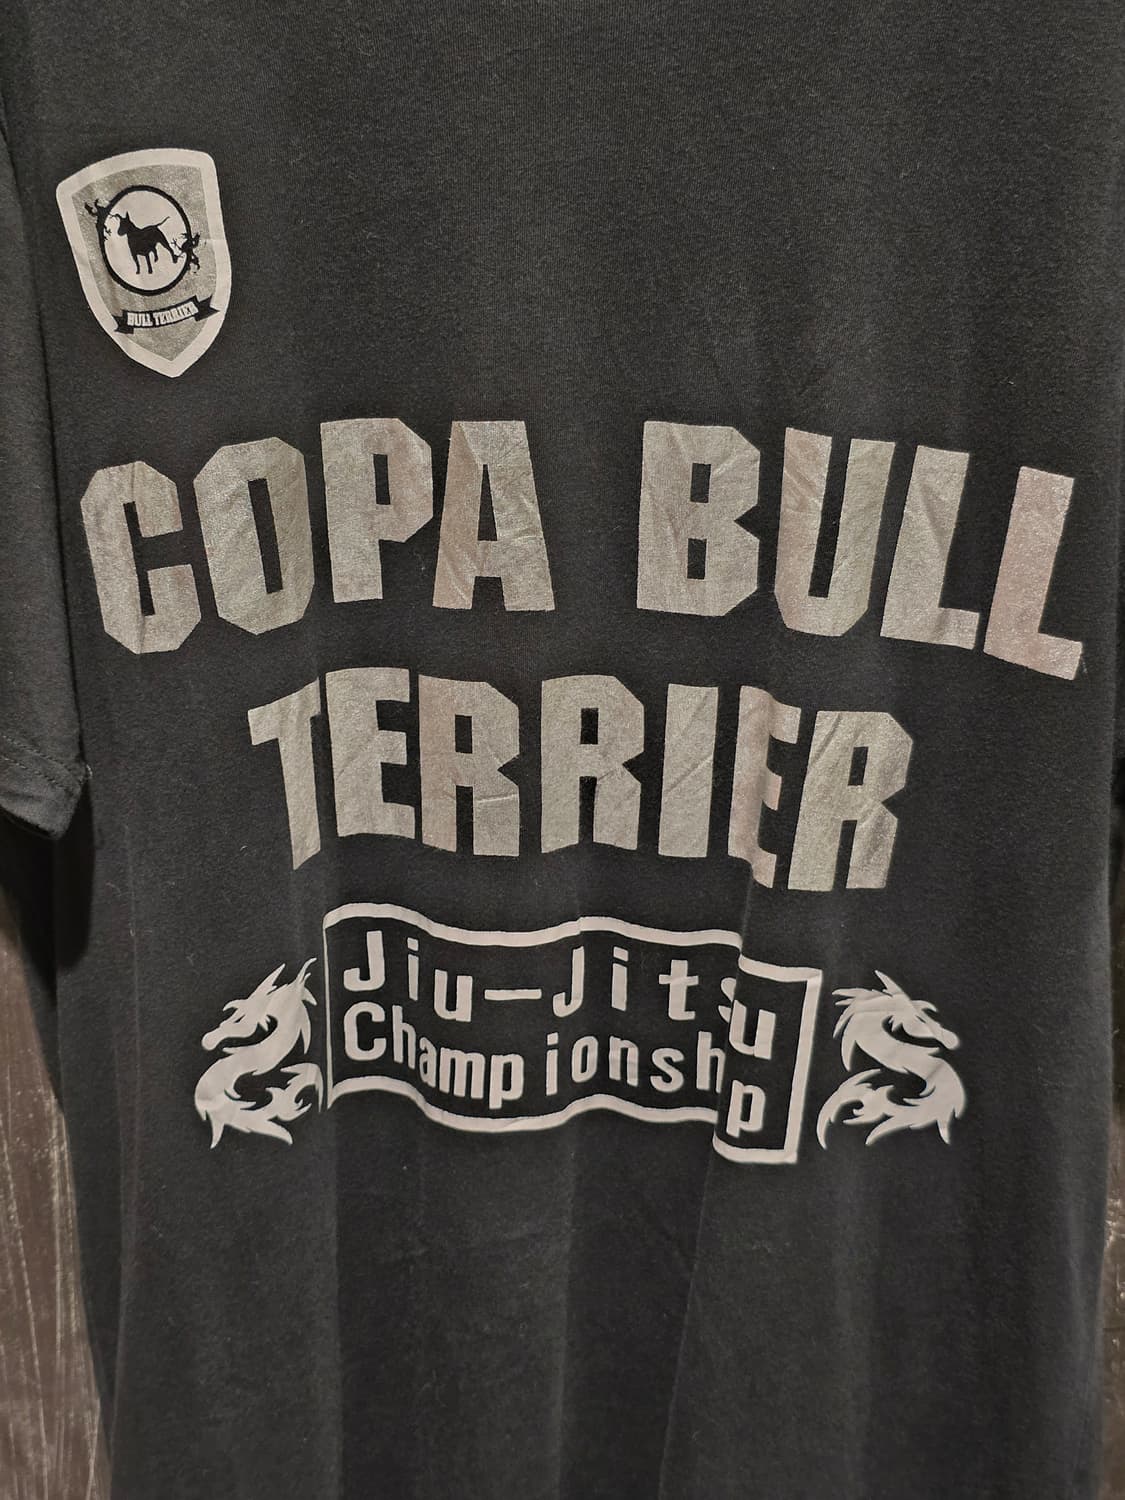 BULL TERRIER
COPA BULL
TERRIER
Jiu-Jitsu
Championship